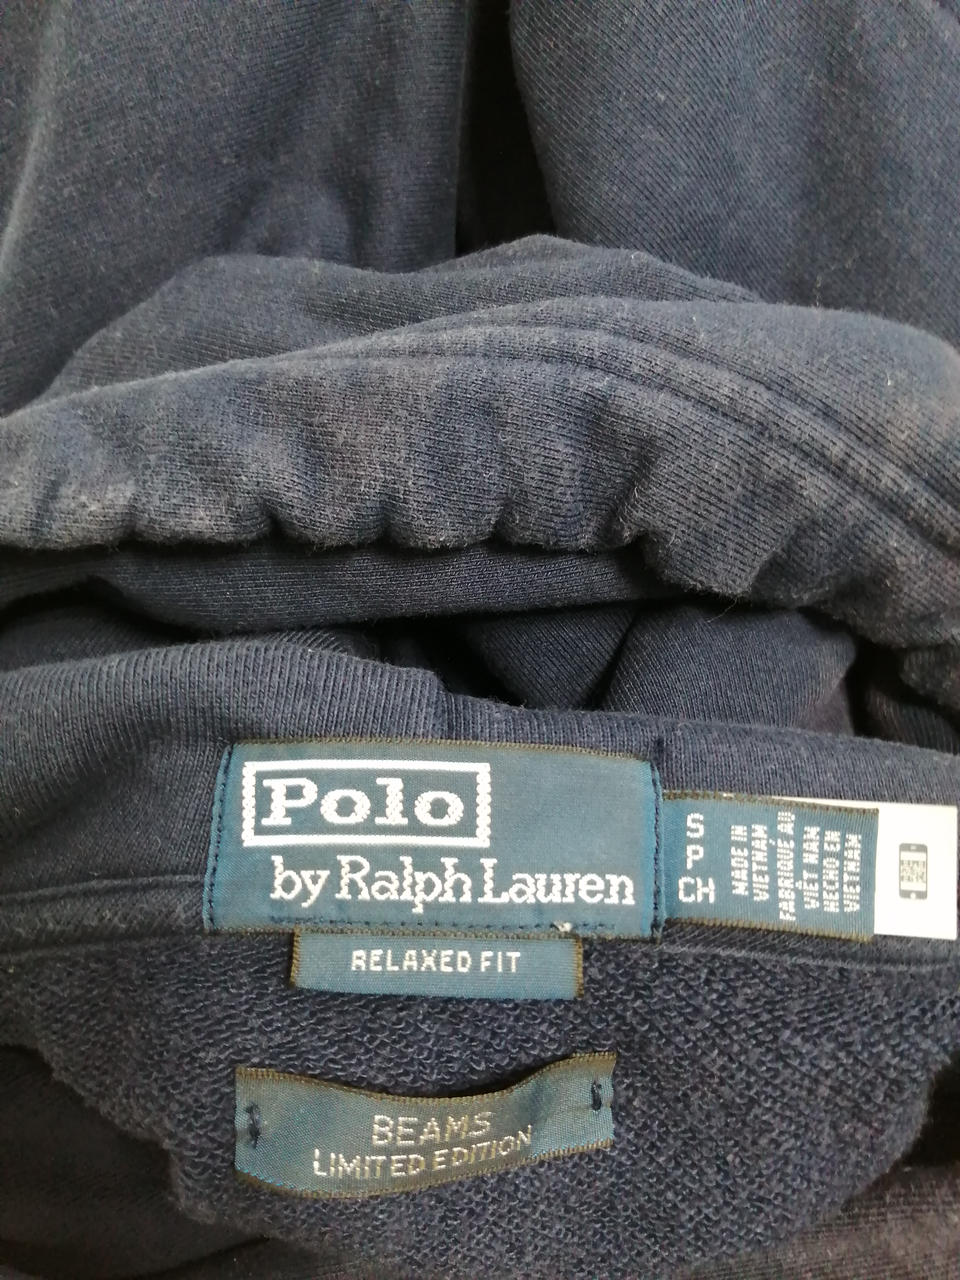 Polo
by Ralph Lauren
S
P
CH
MADE IN
VIETNAM
FABRIQUÉ AU
VIÊT NAM
HECHO EN
VIETNAM
RELAXED FIT
BEAMS
LIMITED EDITION